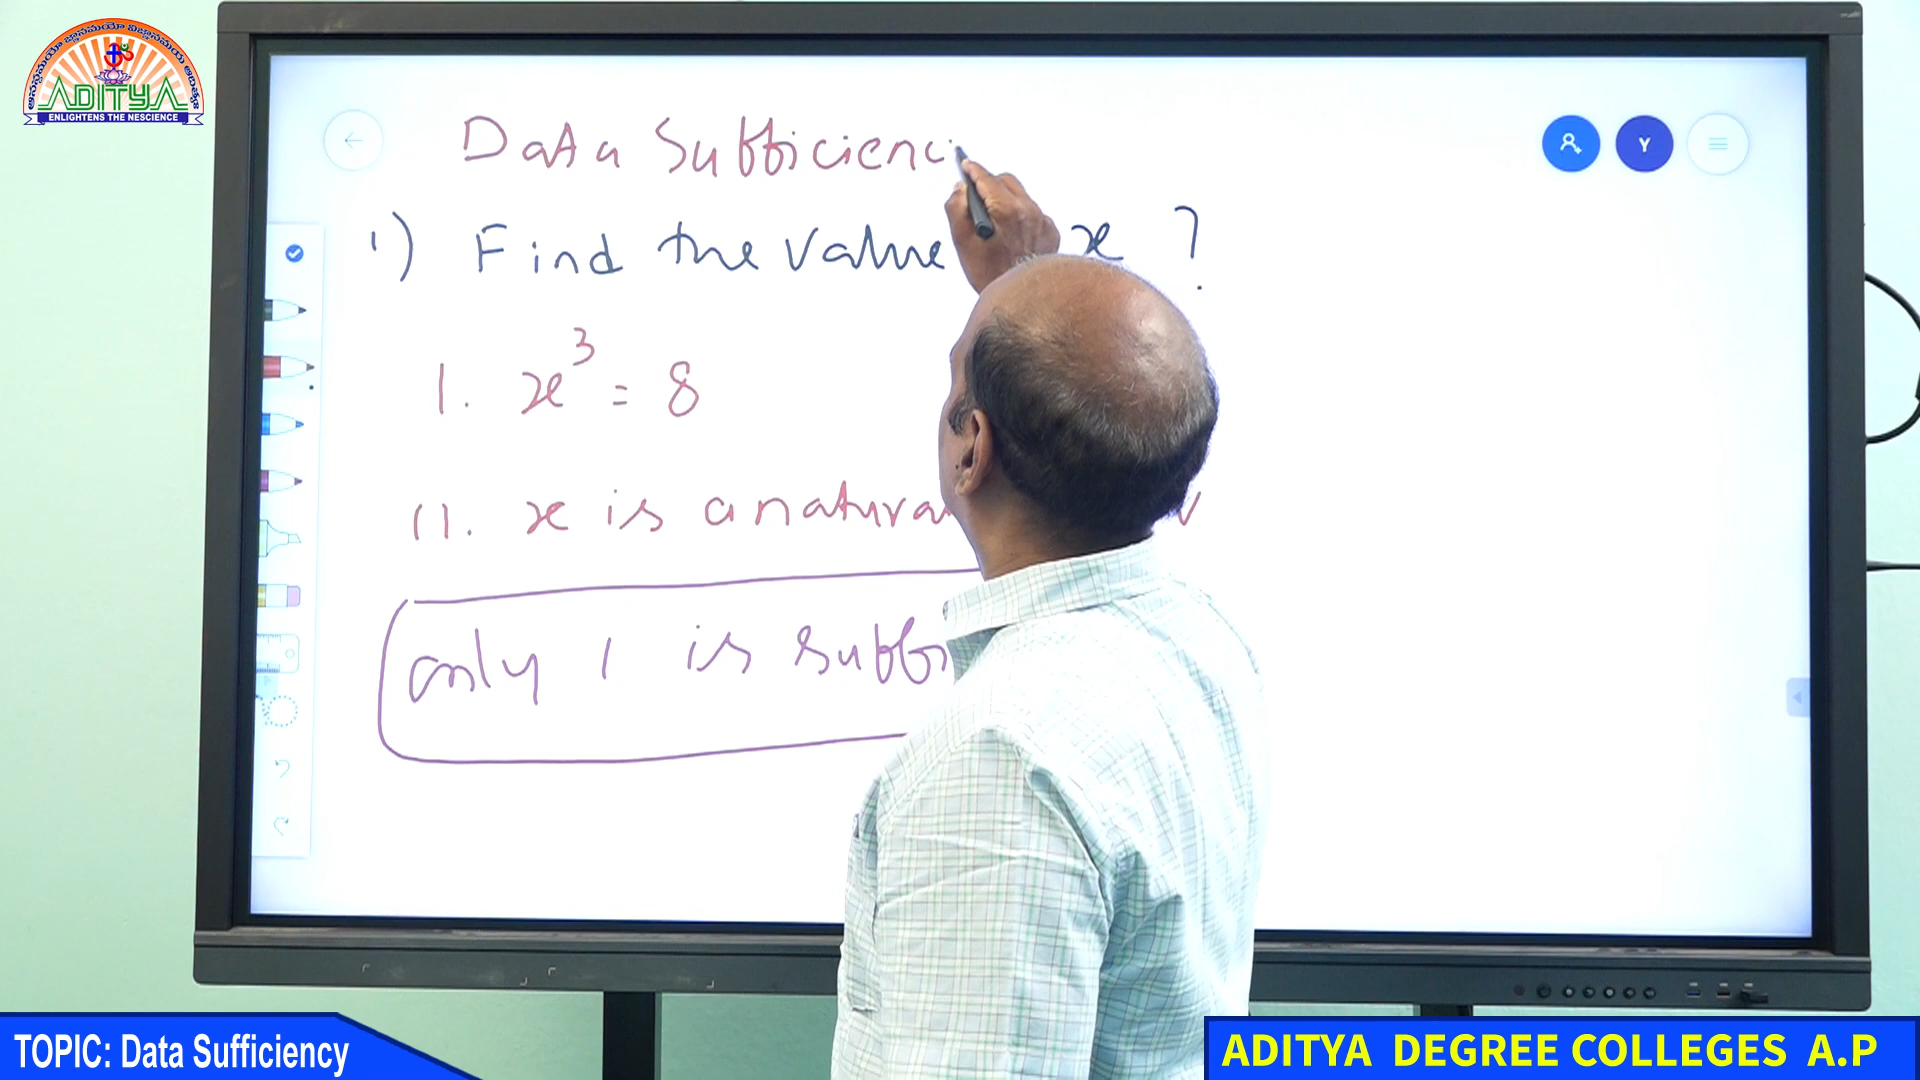 ADITYA
ENLIGHTENS THE NESCIENCE
Data Sufficienc
Y
1) Find the value x ?
I. x³ = 8
II. x is a natura
only I is suffi
TOPIC: Data Sufficiency
ADITYA DEGREE COLLEGES A.P